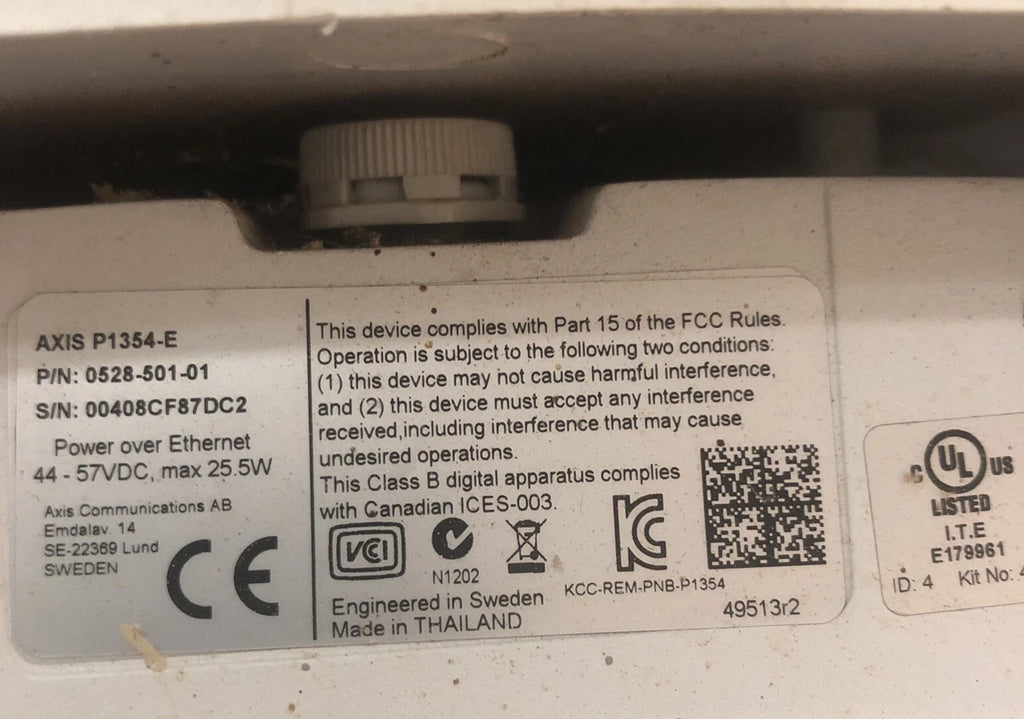 AXIS P1354-E
P/N: 0528-501-01
S/N: 00408CF87DC2
Power over Ethernet
44 - 57VDC, max 25.5W
Axis Communications AB
Emdalav. 14
SE-22369 Lund
SWEDEN
CE
This device complies with Part 15 of the FCC Rules.
Operation is subject to the following two conditions:
(1) this device may not cause harmful interference,
and (2) this device must accept any interference
received,including interference that may cause
undesired operations.
This Class B digital apparatus complies
with Canadian ICES-003.
VCI
N1202
KC
KCC-REM-PNB-P1354
Engineered in Sweden
Made in THAILAND
49513r2
c UL US
LISTED
I.T.E
E179961
ID: 4 Kit No: